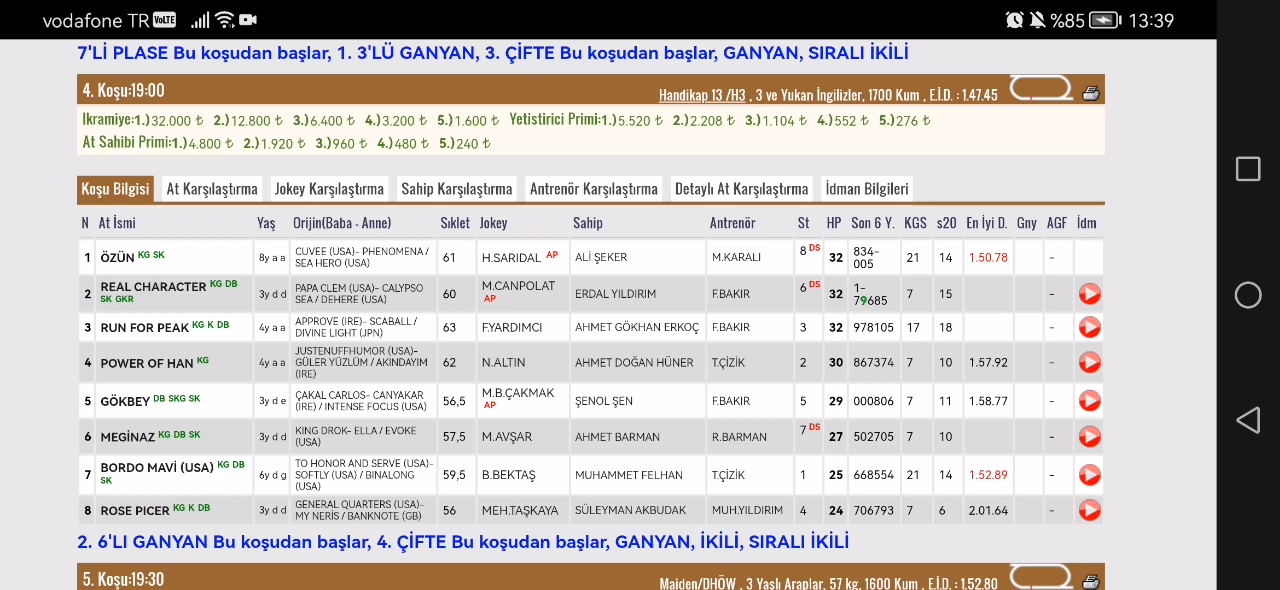 vodafone TR VoLTE %85 13:39
7'Lİ PLASE Bu koşudan başlar, 1. 3'LÜ GANYAN, 3. ÇİFTE Bu koşudan başlar, GANYAN, SIRALI İKİLİ
4. Koşu:19:00 Handikap 13 /H3 , 3 ve Yukarı İngilizler, 1700 Kum , E.İ.D. : 1.47.45
Ikramiye:1.)32.000 ₺ 2.)12.800 ₺ 3.)6.400 ₺ 4.)3.200 ₺ 5.)1.600 ₺ Yetistirici Primi:1.)5.520 ₺ 2.)2.208 ₺ 3.)1.104 ₺ 4.)552 ₺ 5.)276 ₺
At Sahibi Primi:1.)4.800 ₺ 2.)1.920 ₺ 3.)960 ₺ 4.)480 ₺ 5.)240 ₺
Koşu Bilgisi At Karşılaştırma Jokey Karşılaştırma Sahip Karşılaştırma Antrenör Karşılaştırma Detaylı At Karşılaştırma İdman Bilgileri
N At İsmi Yaş Orijin(Baba - Anne) Sıklet Jokey Sahip Antrenör St HP Son 6 Y. KGS s20 En İyi D. Gny AGF İdm
1 ÖZÜN KG SK 8y a a CUVEE (USA)- PHENOMENA / SEA HERO (USA) 61 H.SARIDAL AP ALİ ŞEKER M.KARALI 8 DS 32 834-005 21 14 1.50.78 -
2 REAL CHARACTER KG DB SK GKR 3y d d PAPA CLEM (USA)- CALYPSO SEA / DEHERE (USA) 60 M.CANPOLAT AP ERDAL YILDIRIM F.BAKIR 6 DS 32 1-79685 7 15 -
3 RUN FOR PEAK KG K DB 4y a a APPROVE (IRE)- SCABALL / DIVINE LIGHT (JPN) 63 F.YARDIMCI AHMET GÖKHAN ERKOÇ F.BAKIR 3 32 978105 17 18 -
4 POWER OF HAN KG 4y a a JUSTENUFFHUMOR (USA)- GÜLER YÜZLÜM / AKINDAYIM (IRE) 62 N.ALTIN AHMET DOĞAN HÜNER T.ÇİZİK 2 30 867374 7 10 1.57.92 -
5 GÖKBEY DB SKG SK 3y d e ÇAKAL CARLOS- CANYAKAR (IRE) / INTENSE FOCUS (USA) 56,5 M.B.ÇAKMAK AP ŞENOL ŞEN F.BAKIR 5 29 000806 7 11 1.58.77 -
6 MEGİNAZ KG DB SK 3y d d KING DROK- ELLA / EVOKE (USA) 57,5 M.AVŞAR AHMET BARMAN R.BARMAN 7 DS 27 502705 7 10 -
7 BORDO MAVİ (USA) KG DB SK 6y d g TO HONOR AND SERVE (USA)- SOFTLY (USA) / BINALONG (USA) 59,5 B.BEKTAŞ MUHAMMET FELHAN T.ÇİZİK 1 25 668554 21 14 1.52.89 -
8 ROSE PICER KG K DB 3y d d GENERAL QUARTERS (USA)- MY NERİS / BANKNOTE (GB) 56 MEH.TAŞKAYA SÜLEYMAN AKBUDAK MUH.YILDIRIM 4 24 706793 7 6 2.01.64 -
2. 6'LI GANYAN Bu koşudan başlar, 4. ÇİFTE Bu koşudan başlar, GANYAN, İKİLİ, SIRALI İKİLİ
5. Koşu:19:30 Maiden/DHÖW , 3 Yaşlı Araplar, 57 kg, 1600 Kum , E.İ.D. : 1.52.80